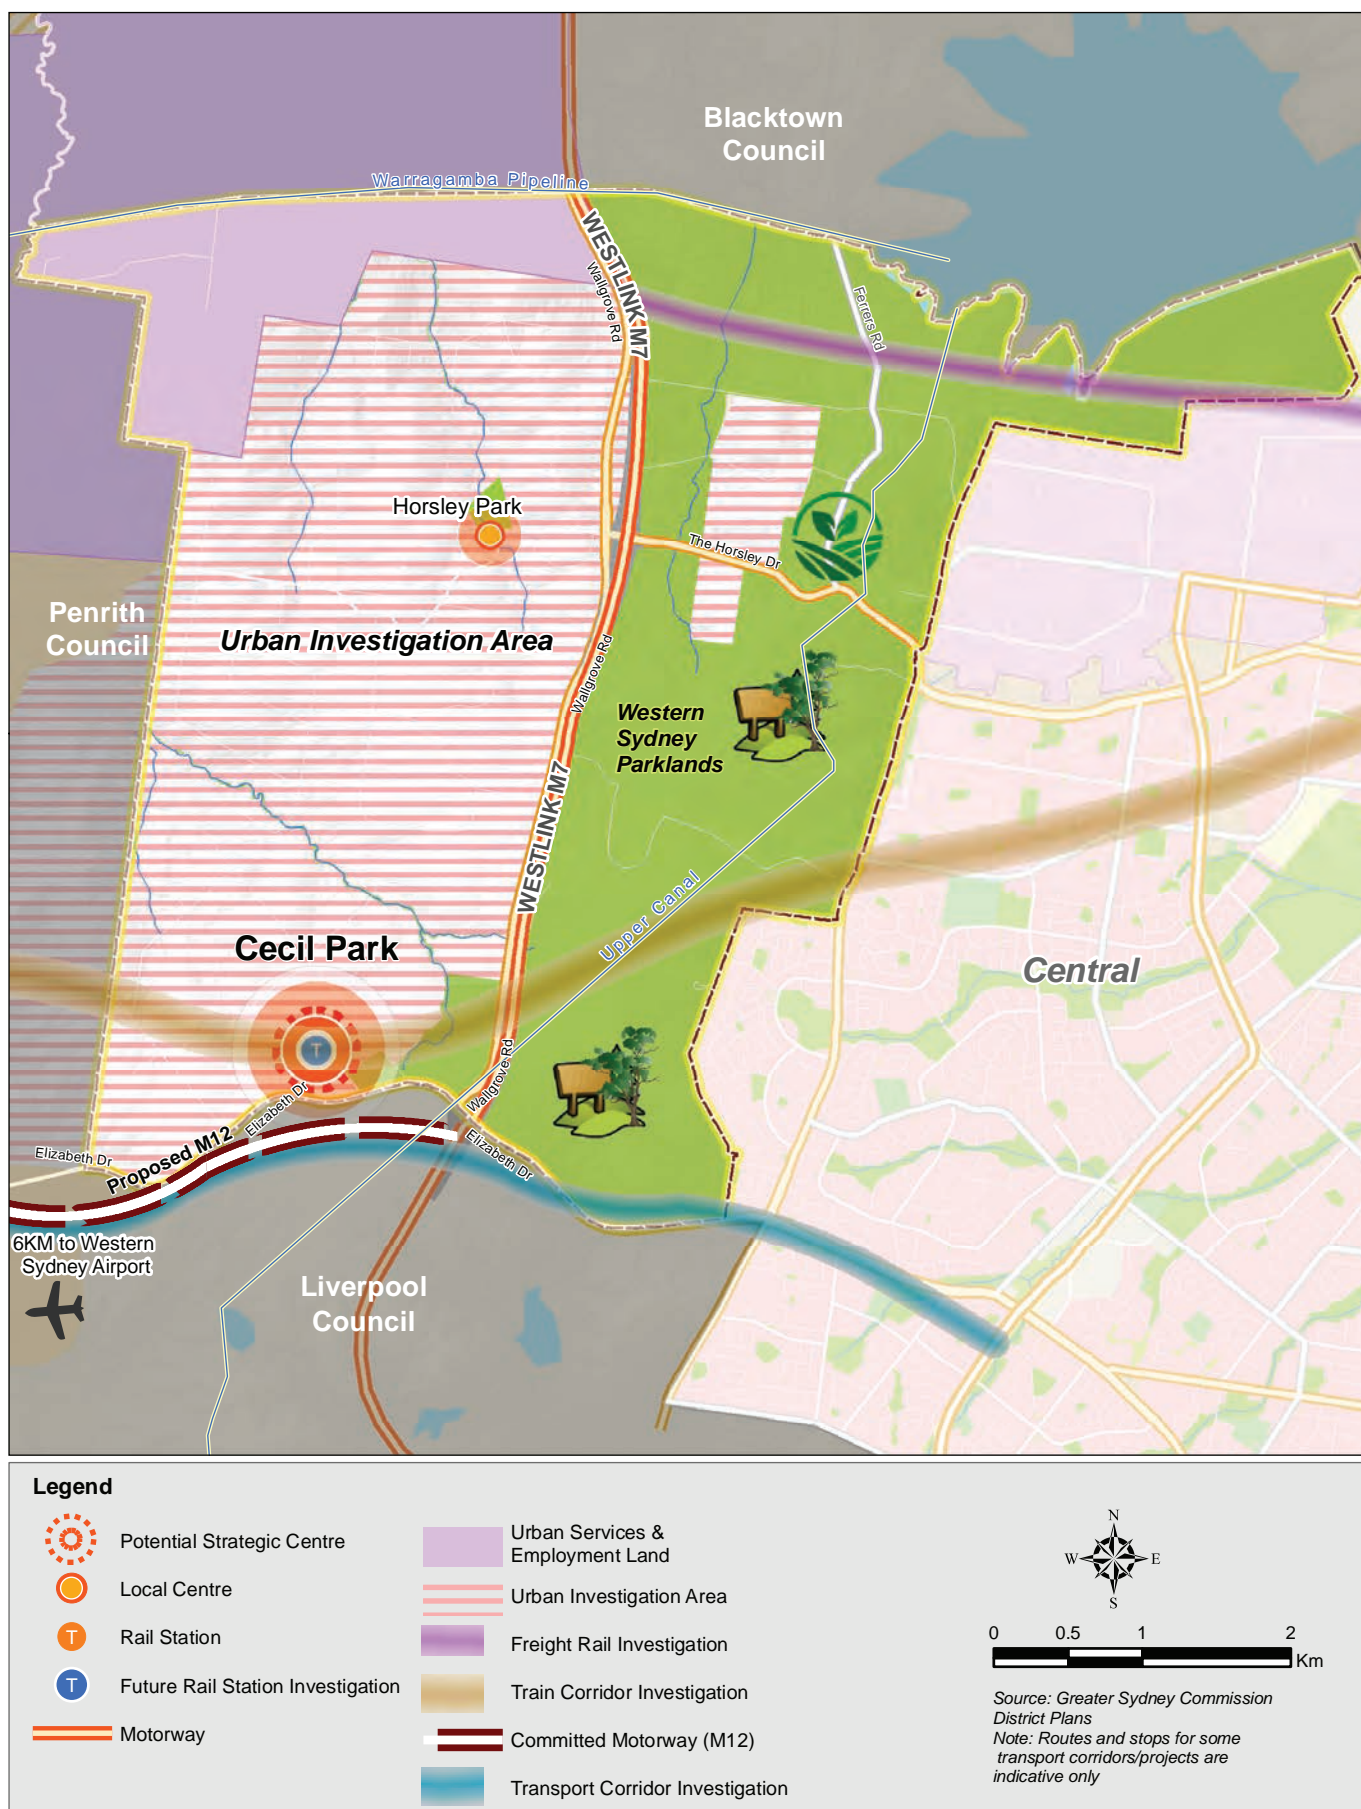 Blacktown
Council
Warragamba Pipeline
WESTLINK M7
Wallgrove Rd
Ferrers Rd
Horsley Park
The Horsley Dr
Penrith
Council
Urban Investigation Area
Wallgrove Rd
Western
Sydney
Parklands
WESTLINK M7
Upper Canal
Cecil Park
Central
T
Wallgrove Rd
Elizabeth Dr
Elizabeth Dr
Elizabeth Dr
Proposed M12
6KM to Western
Sydney Airport
Liverpool
Council
Legend
Potential Strategic Centre
Local Centre
T Rail Station
T Future Rail Station Investigation
Motorway
Urban Services &
Employment Land
Urban Investigation Area
Freight Rail Investigation
Train Corridor Investigation
Committed Motorway (M12)
Transport Corridor Investigation
N
W E
S
0 0.5 1 2
Km
Source: Greater Sydney Commission
District Plans
Note: Routes and stops for some
transport corridors/projects are
indicative only